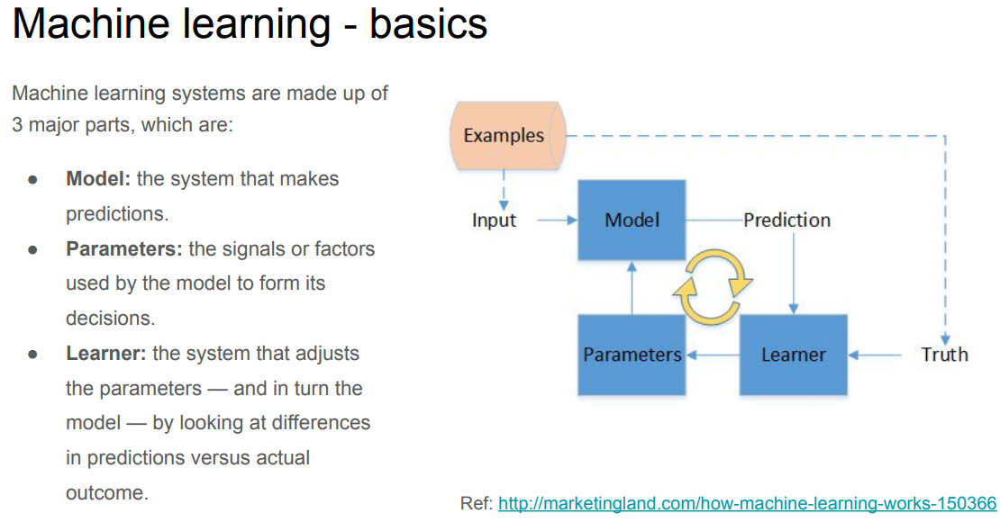 Machine learning - basics
Machine learning systems are made up of
3 major parts, which are:
● Model: the system that makes
predictions.
● Parameters: the signals or factors
used by the model to form its
decisions.
● Learner: the system that adjusts
the parameters — and in turn the
model — by looking at differences
in predictions versus actual
outcome.
Examples
Input
Model
Prediction
Parameters
Learner
Truth
Ref: http://marketingland.com/how-machine-learning-works-150366